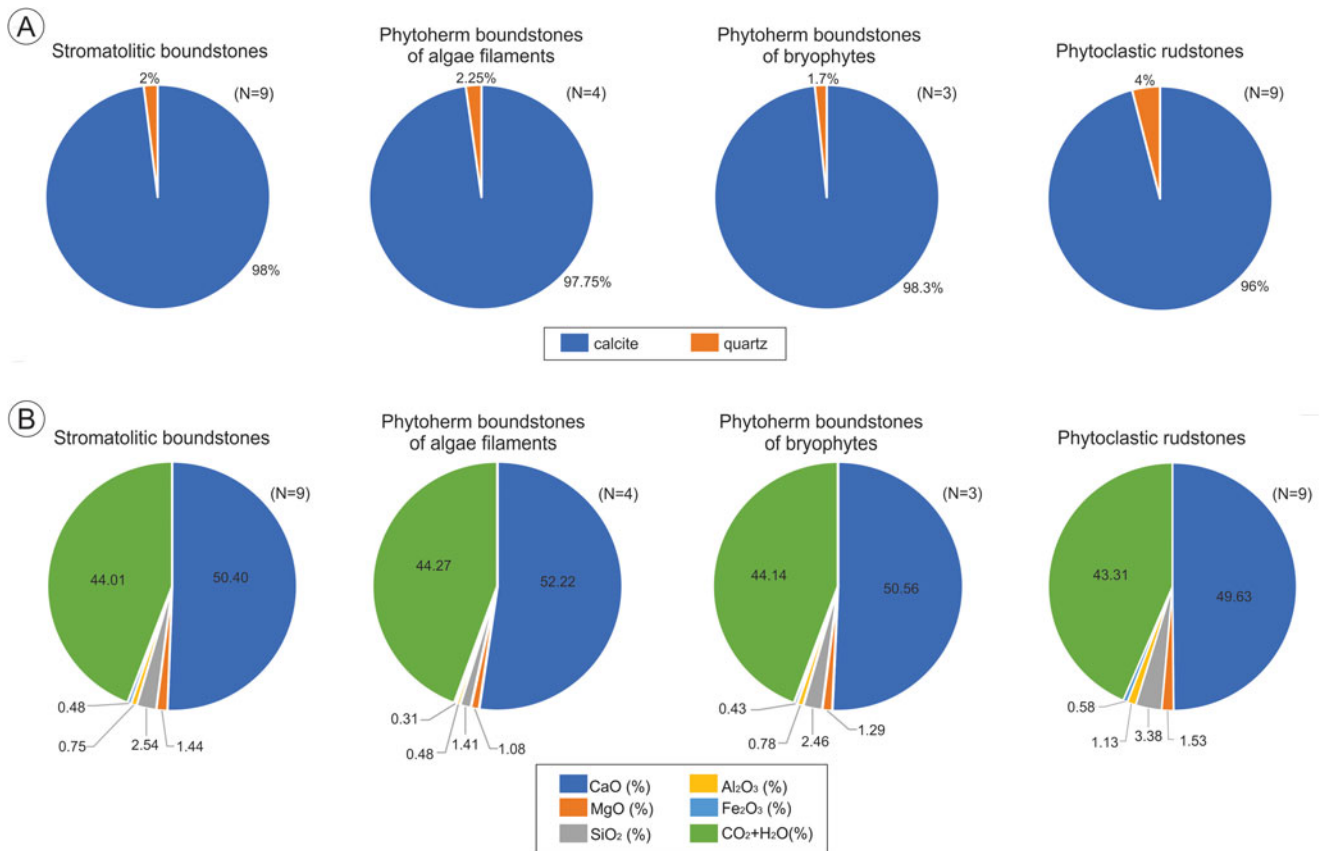 A
Stromatolitic boundstones
2%
(N=9)
98%
Phytoherm boundstones
of algae filaments
2.25%
(N=4)
97.75%
Phytoherm boundstones
of bryophytes
1.7%
(N=3)
98.3%
Phytoclastic rudstones
4%
(N=9)
96%
calcite
quartz
B
Stromatolitic boundstones
(N=9)
44.01
50.40
0.48
0.75
2.54
1.44
Phytoherm boundstones
of algae filaments
(N=4)
44.27
52.22
0.31
0.48
1.41
1.08
Phytoherm boundstones
of bryophytes
(N=3)
44.14
50.56
0.43
0.78
2.46
1.29
Phytoclastic rudstones
(N=9)
43.31
49.63
0.58
1.13
3.38
1.53
CaO (%)
Al₂O₃ (%)
MgO (%)
Fe₂O₃ (%)
SiO₂ (%)
CO₂+H₂O(%)